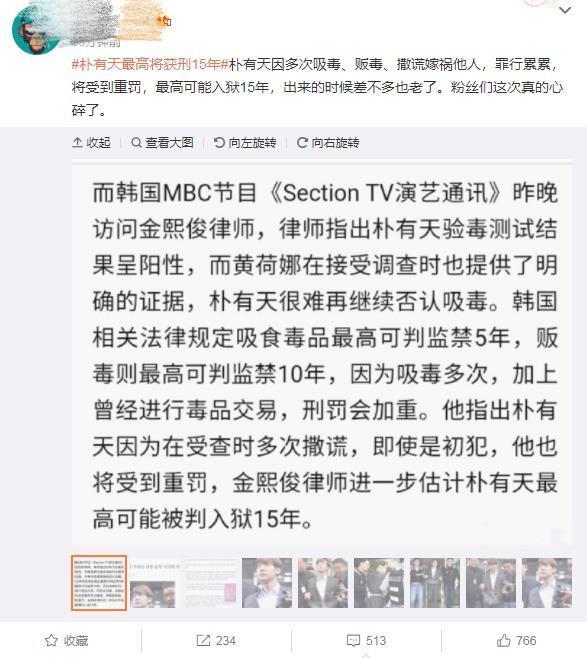 分钟前
#朴有天最高将获刑15年#朴有天因多次吸毒、贩毒、撒谎嫁祸他人，罪行累累，
将受到重罚，最高可能入狱15年，出来的时候差不多也老了。粉丝们这次真的心
碎了。
收起 查看大图 向左旋转 向右旋转
而韩国MBC节目《Section TV演艺通讯》昨晚
访问金熙俊律师，律师指出朴有天验毒测试结
果呈阳性，而黄荷娜在接受调查时也提供了明
确的证据，朴有天很难再继续否认吸毒。韩国
相关法律规定吸食毒品最高可判监禁5年，贩
毒则最高可判监禁10年，因为吸毒多次，加上
曾经进行毒品交易，刑罚会加重。他指出朴有
天因为在受查时多次撒谎，即使是初犯，他也
将受到重罚，金熙俊律师进一步估计朴有天最
高可能被判入狱15年。
收藏 234 513 766